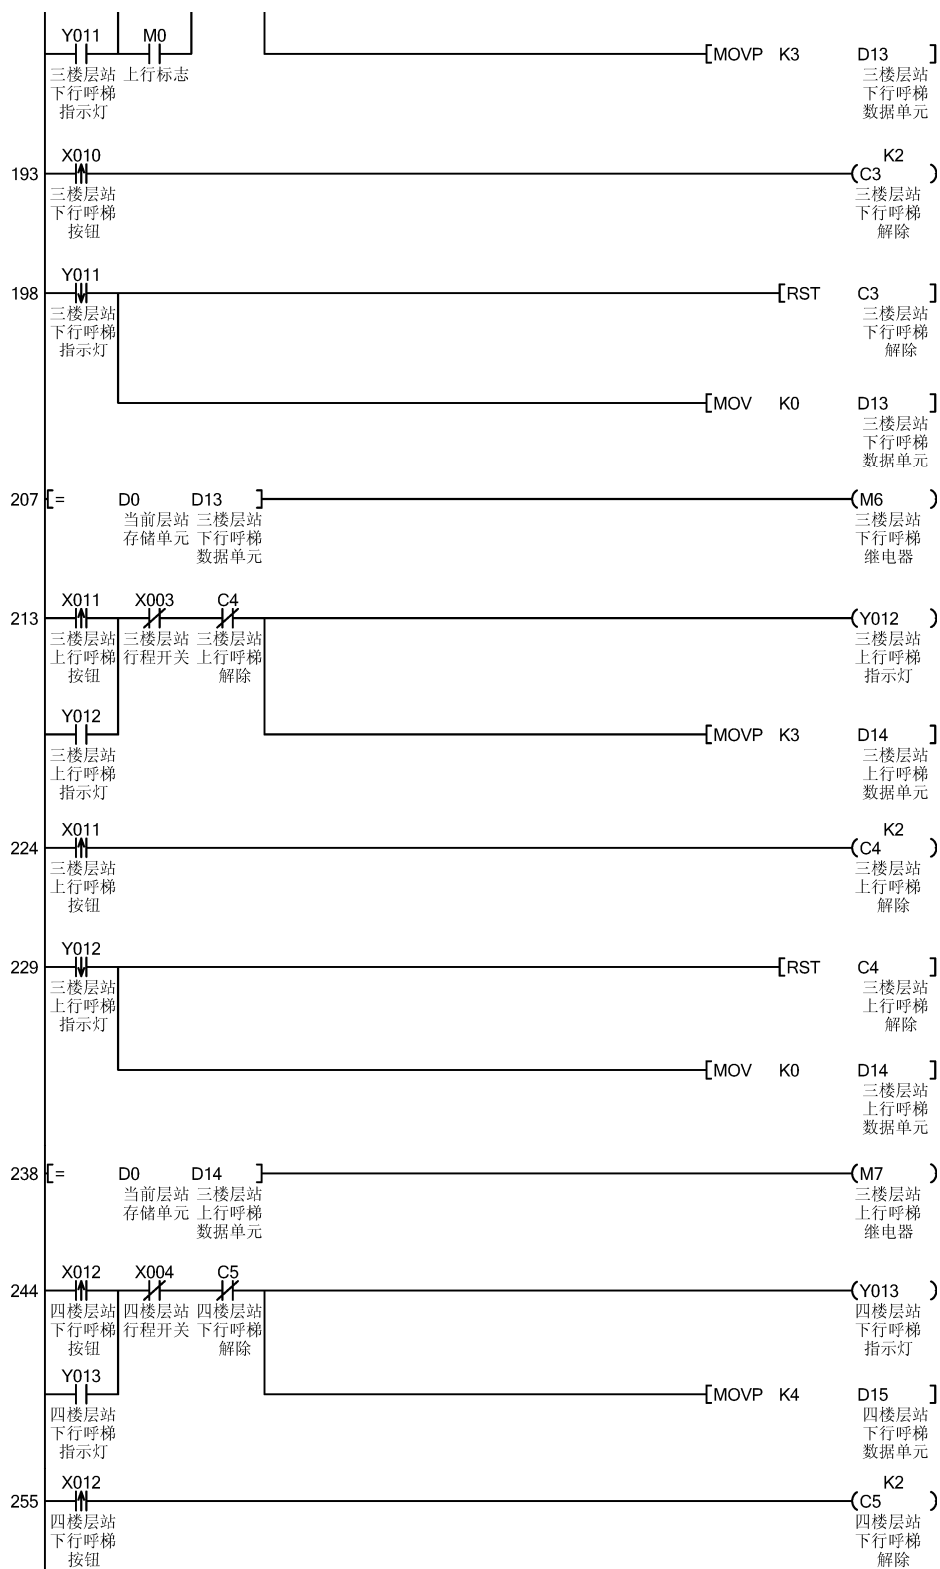 Y011 M0
[MOVP K3 D13 ]
三楼层站 上行标志 三楼层站
下行呼梯 下行呼梯
指示灯 数据单元
X010 K2
193 (C3 )
三楼层站 三楼层站
下行呼梯 下行呼梯
按钮 解除
Y011
198 [RST C3 ]
三楼层站 三楼层站
下行呼梯 下行呼梯
指示灯 解除
[MOV K0 D13 ]
三楼层站
下行呼梯
数据单元
207 [= D0 D13 ] (M6 )
当前层站 三楼层站 三楼层站
存储单元 下行呼梯 下行呼梯
数据单元 继电器
X011 X003 C4
213 (Y012 )
三楼层站 三楼层站 三楼层站 三楼层站
上行呼梯 行程开关 上行呼梯 上行呼梯
按钮 解除 指示灯
Y012
[MOVP K3 D14 ]
三楼层站 三楼层站
上行呼梯 上行呼梯
指示灯 数据单元
X011 K2
224 (C4 )
三楼层站 三楼层站
上行呼梯 上行呼梯
按钮 解除
Y012
229 [RST C4 ]
三楼层站 三楼层站
上行呼梯 上行呼梯
指示灯 解除
[MOV K0 D14 ]
三楼层站
上行呼梯
数据单元
238 [= D0 D14 ] (M7 )
当前层站 三楼层站 三楼层站
存储单元 上行呼梯 上行呼梯
数据单元 继电器
X012 X004 C5
244 (Y013 )
四楼层站 四楼层站 四楼层站 四楼层站
下行呼梯 行程开关 下行呼梯 下行呼梯
按钮 解除 指示灯
Y013
[MOVP K4 D15 ]
四楼层站 四楼层站
下行呼梯 下行呼梯
指示灯 数据单元
X012 K2
255 (C5 )
四楼层站 四楼层站
下行呼梯 下行呼梯
按钮 解除